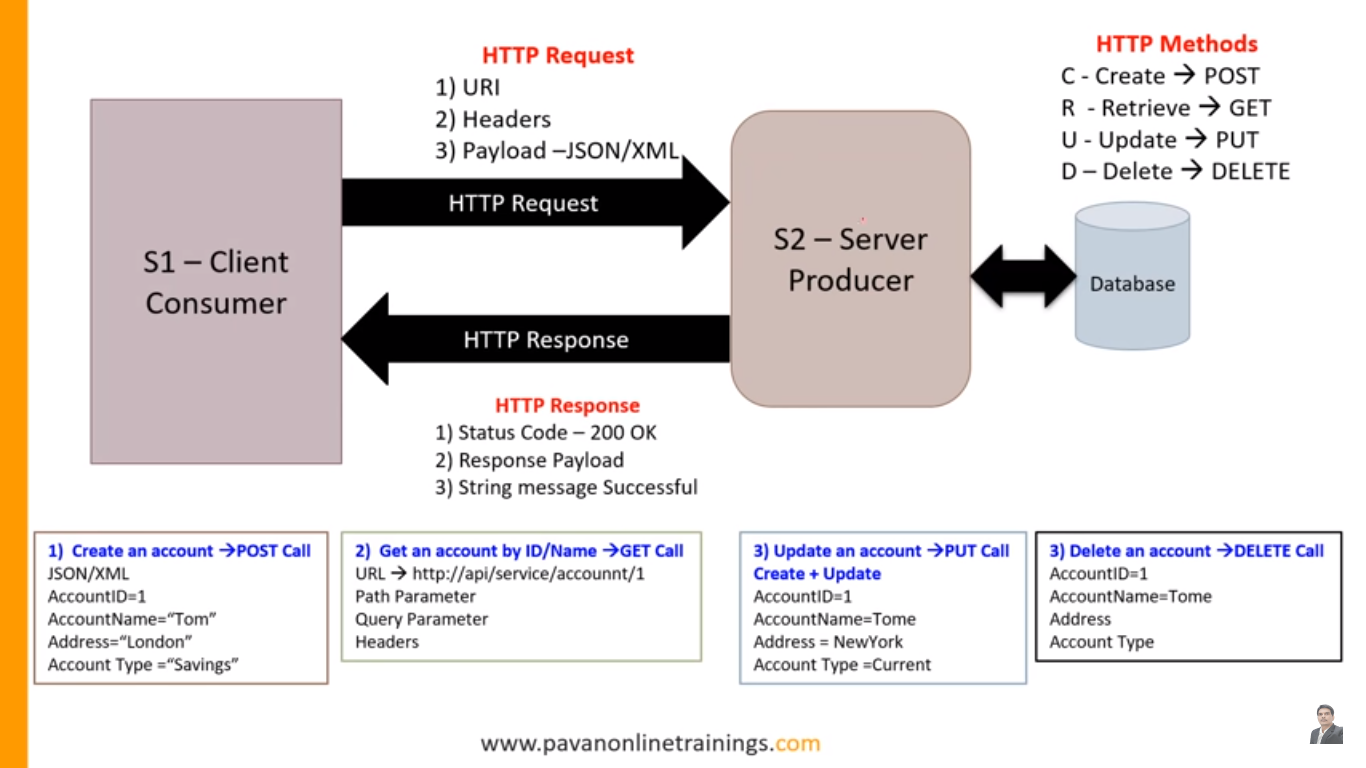 HTTP Request
1) URI
2) Headers
3) Payload –JSON/XML
HTTP Methods
C - Create → POST
R - Retrieve → GET
U - Update → PUT
D – Delete → DELETE
S1 – Client
Consumer
HTTP Request
S2 – Server
Producer
Database
HTTP Response
HTTP Response
1) Status Code – 200 OK
2) Response Payload
3) String message Successful
1) Create an account →POST Call
JSON/XML
AccountID=1
AccountName=“Tom”
Address=“London”
Account Type =“Savings”
2) Get an account by ID/Name →GET Call
URL → http://api/service/accounnt/1
Path Parameter
Query Parameter
Headers
3) Update an account →PUT Call
Create + Update
AccountID=1
AccountName=Tome
Address = NewYork
Account Type =Current
3) Delete an account →DELETE Call
AccountID=1
AccountName=Tome
Address
Account Type
www.pavanonlinetrainings.com